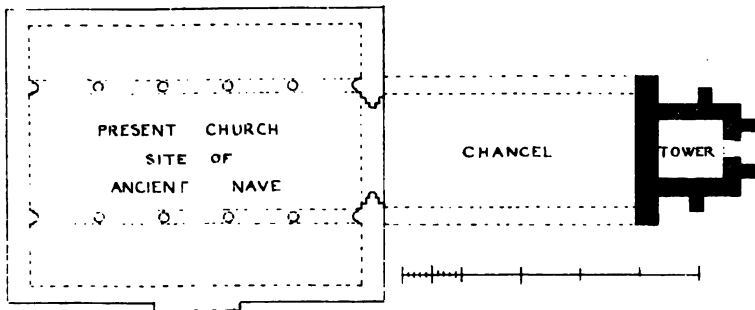 PRESENT CHURCH
SITE OF
ANCIENT NAVE
CHANCEL
TOWER